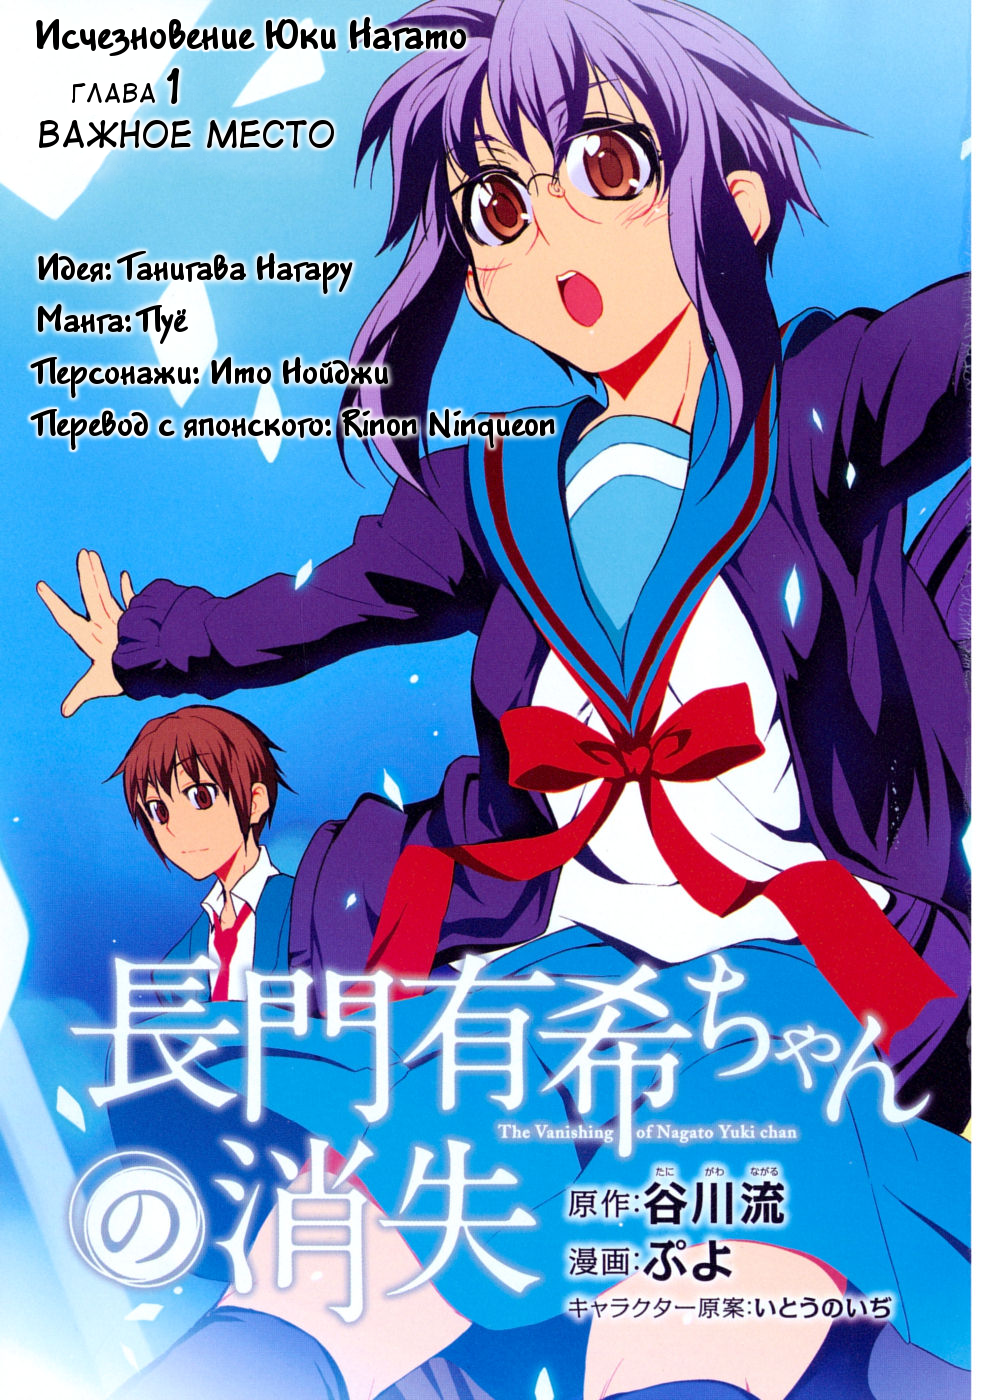 Исчезновение Юки Нагато
ГЛАВА 1
ВАЖНОЕ МЕСТО
Идея: Танигава Нагару
Манга: Пуё
Персонажи: Ито Нойджи
Перевод с японского: Rinon Ninqueon
長門有希ちゃん
The Vanishing of Nagato Yuki chan
の消失
たに がわ ながる
原作:谷川流
漫画:ぷよ
キャラクター原案:いとうのいぢ